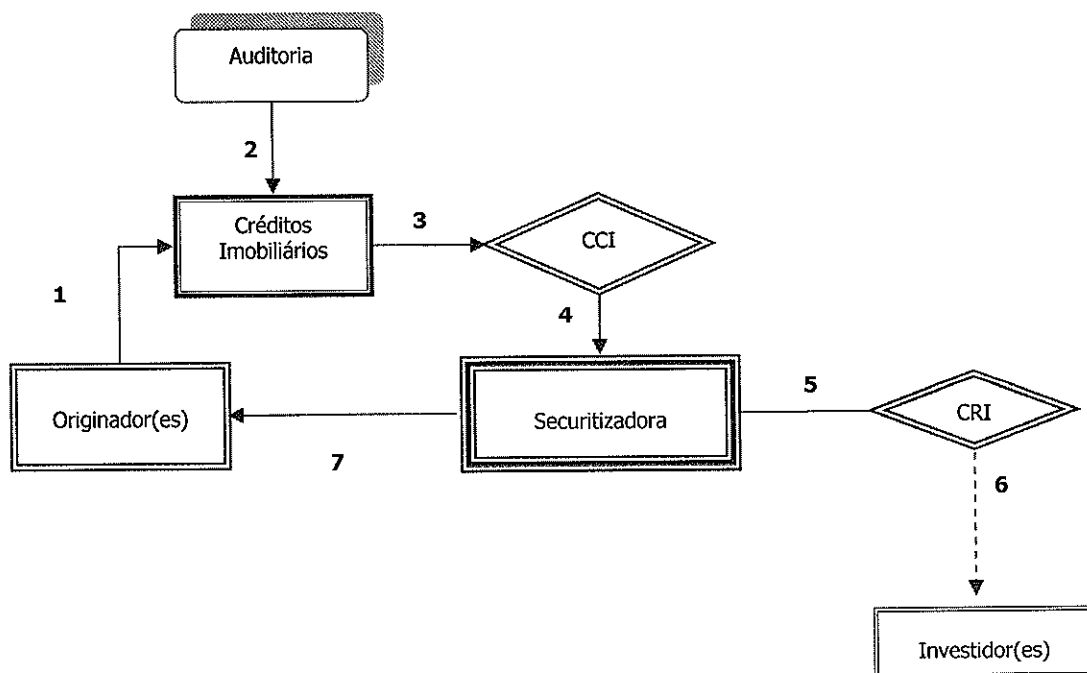 Auditoria
2
Créditos
Imobiliários
3
CCI
1
4
Originador(es)
Securitizadora
5
CRI
7
6
Investidor(es)